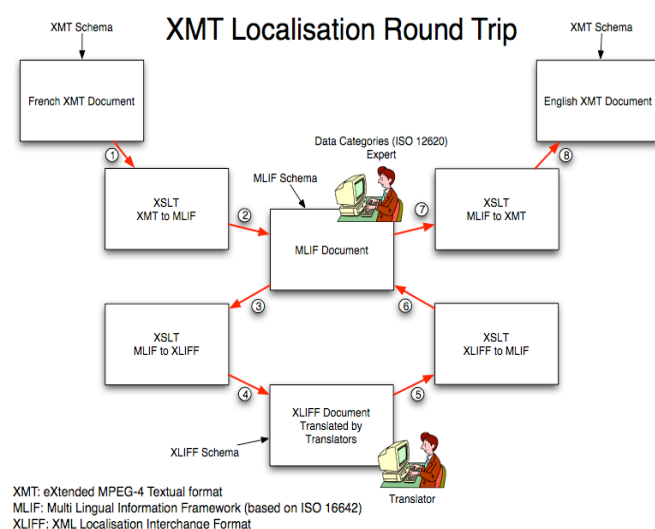 XMT Localisation Round Trip
XMT Schema
XMT Schema
French XMT Document
English XMT Document
1
8
Data Categories (ISO 12620)
Expert
MLIF Schema
XSLT
XMT to MLIF
2
MLIF Document
7
XSLT
MLIF to XMT
3
6
XSLT
MLIF to XLIFF
XSLT
XLIFF to MLIF
4
5
XLIFF Document
Translated by
Translators
XLIFF Schema
Translator
XMT: eXtended MPEG-4 Textual format
MLIF: Multi Lingual Information Framework (based on ISO 16642)
XLIFF: XML Localisation Interchange Format